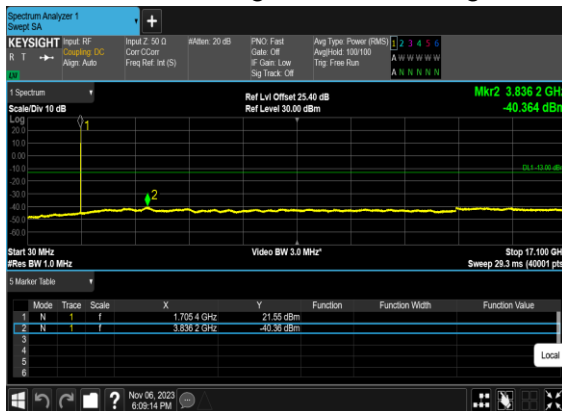 Spectrum Analyzer 1
Swept SA
KEYSIGHT Input: RF Input Z: 50 Ω #Atten: 20 dB PNO: Fast Avg Type: Power (RMS) 1 2 3 4 5 6
R T Coupling: DC Corr CCorr Gate: Off Avg|Hold: 100/100 A W W W W W
Align: Auto Freq Ref: Int (S) IF Gain: Low Trig: Free Run
Sig Track: Off A N N N N N
1 Spectrum
Ref Lvl Offset 25.40 dB Mkr2 3.836 2 GHz
Scale/Div 10 dB Ref Level 30.00 dBm -40.364 dBm
Log
20.0
10.0
0.00
-10.0
-20.0
-30.0
-40.0
-50.0
-60.0
1
DL1 -13.00 dBm
2
Start 30 MHz Video BW 3.0 MHz* Stop 17.100 GHz
#Res BW 1.0 MHz Sweep 29.3 ms (40001 pts)
5 Marker Table
Mode Trace Scale X Y Function Function Width Function Value
1 N 1 f 1.705 4 GHz 21.55 dBm
2 N 1 f 3.836 2 GHz -40.36 dBm
3
4
5
6
Local
Nov 06, 2023
6:09:14 PM